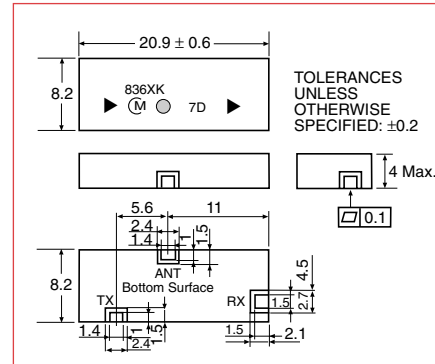 20.9 ± 0.6
8.2
836XK
M
7D
TOLERANCES
UNLESS
OTHERWISE
SPECIFIED: ±0.2
4 Max.
0.1
5.6
11
2.4
1.4
1
1.5
8.2
ANT
Bottom Surface
TX
RX
4.5
1.5
2.7
1.4
1
1.5
2.4
1.5
2.1